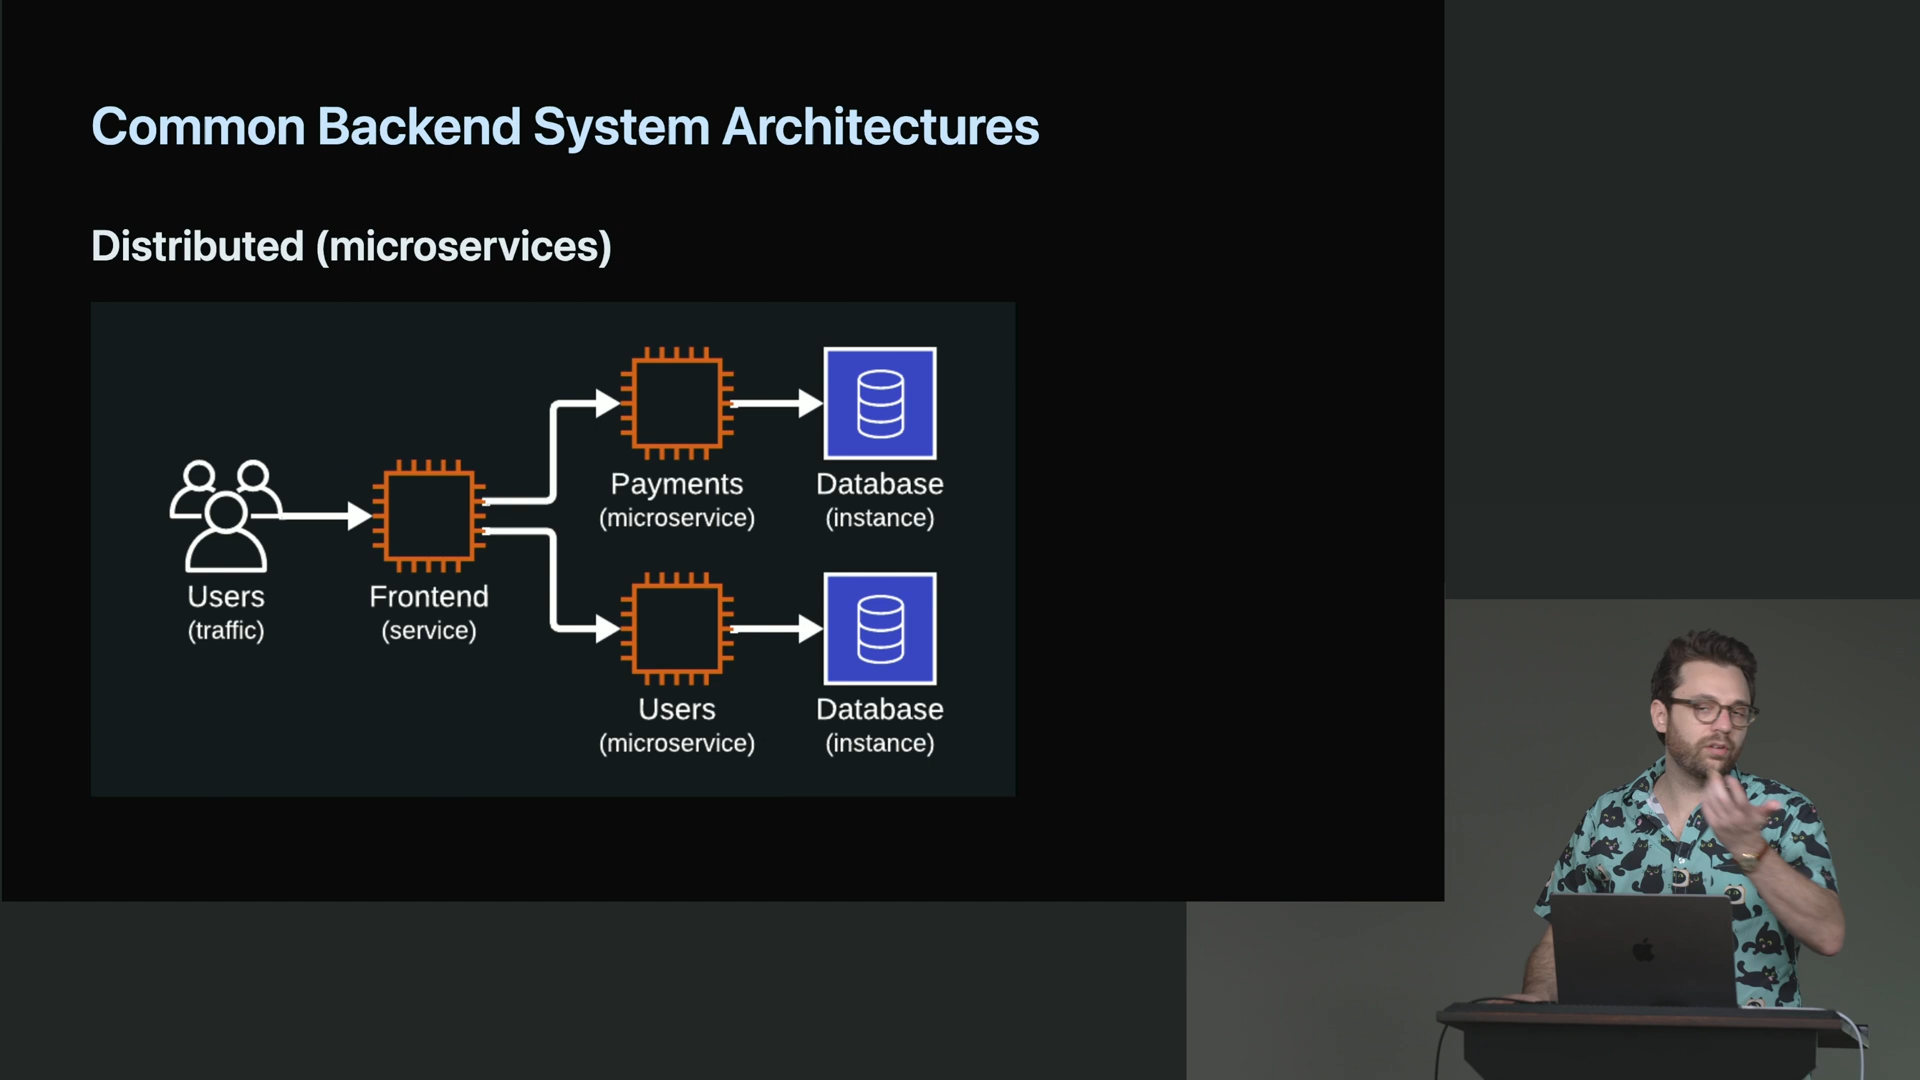 Common Backend System Architectures
Distributed (microservices)
Payments
(microservice)
Database
(instance)
Users
(traffic)
Frontend
(service)
Users
(microservice)
Database
(instance)